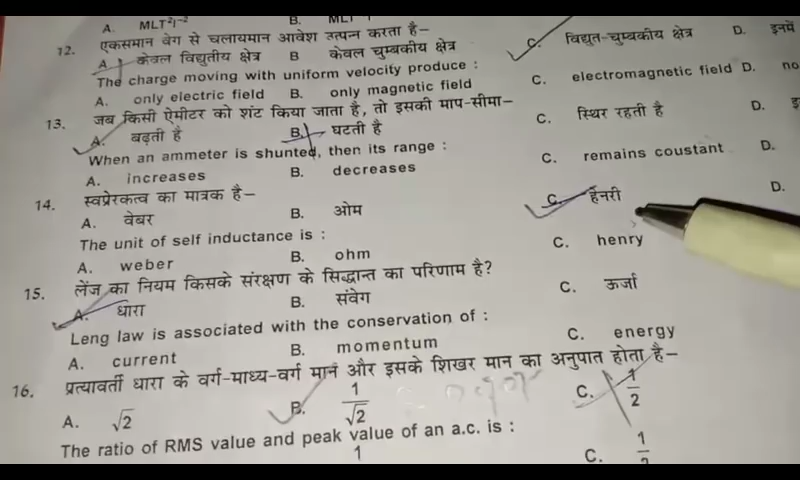 A. MLT²I⁻² B.
12. एकसमान वेग से चलायमान आवेश उत्पन्न करता है–
A. केवल विद्युतीय क्षेत्र B केवल चुम्बकीय क्षेत्र C. विद्युत-चुम्बकीय क्षेत्र D. इनमें
The charge moving with uniform velocity produce :
A. only electric field B. only magnetic field C. electromagnetic field D. no
13. जब किसी ऐमीटर को शंट किया जाता है, तो इसकी माप-सीमा–
A. बढ़ती है B. घटती है C. स्थिर रहती है D.
When an ammeter is shunted, then its range :
A. increases B. decreases C. remains coustant D.
14. स्वप्रेरकत्व का मात्रक है–
A. वेबर B. ओम C. हेनरी D.
The unit of self inductance is :
A. weber B. ohm C. henry
15. लेंज का नियम किसके संरक्षण के सिद्धान्त का परिणाम है?
A. धारा B. संवेग C. ऊर्जा
Leng law is associated with the conservation of :
A. current B. momentum C. energy
16. प्रत्यावर्ती धारा के वर्ग-माध्य-वर्ग मान और इसके शिखर मान का अनुपात होता है–
A. √2 B. 1/√2 C. 1/2
The ratio of RMS value and peak value of an a.c. is :
1 C. 1/2